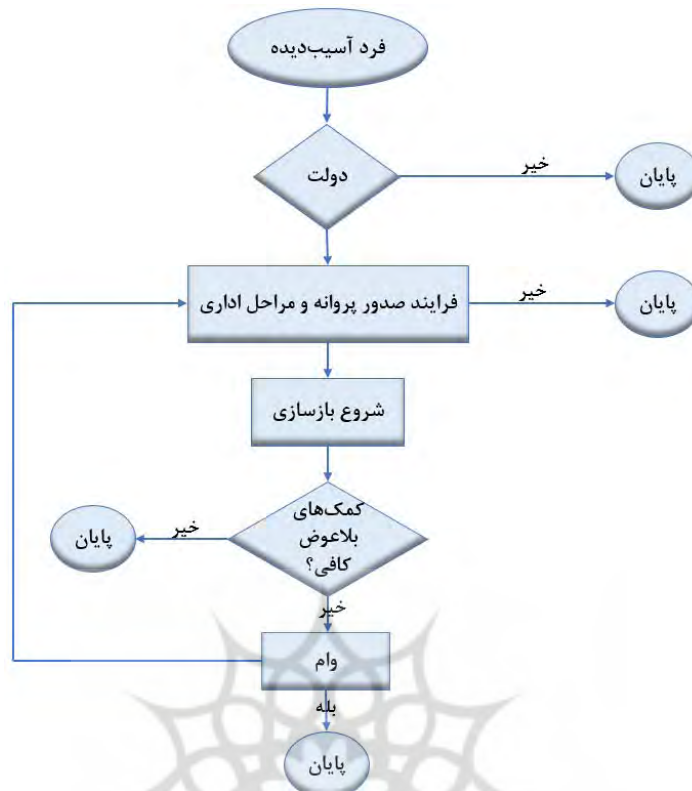 فرد آسیب‌دیده
دولت
خیر
پایان
فرایند صدور پروانه و مراحل اداری
خیر
پایان
شروع بازسازی
کمک‌های
بلاعوض
کافی؟
خیر
پایان
خیر
وام
بله
پایان